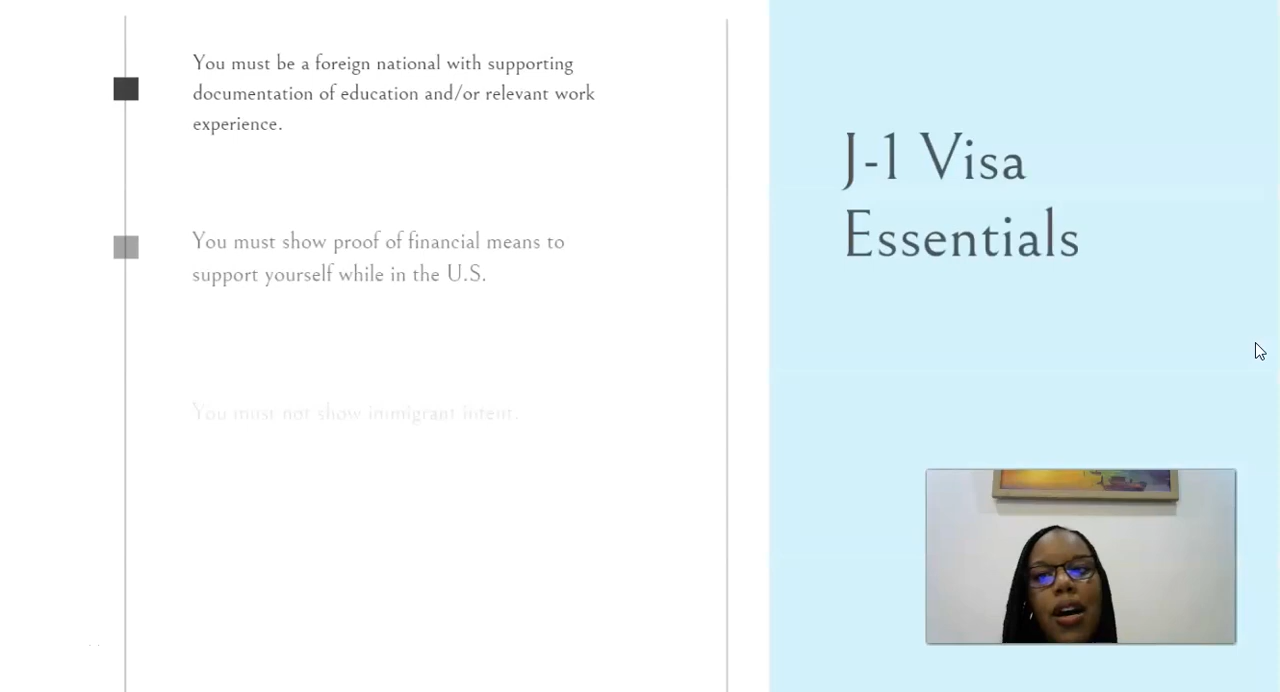 You must be a foreign national with supporting
documentation of education and/or relevant work
experience.
You must show proof of financial means to
support yourself while in the U.S.
You must not show immigrant intent.
J-1 Visa
Essentials